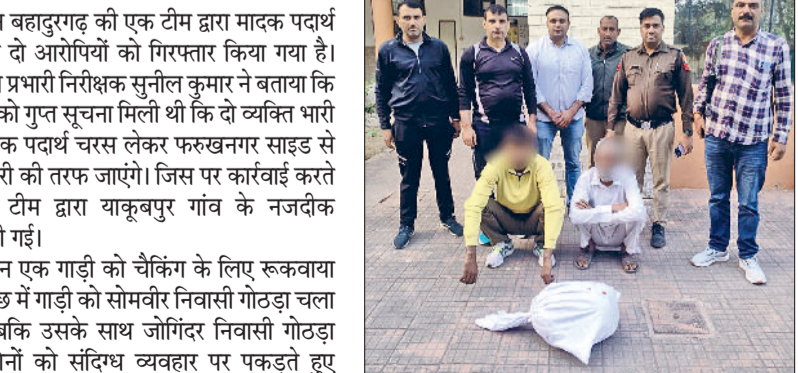 बहादुरगढ़ की एक टीम द्वारा मादक पदार्थ
दो आरोपियों को गिरफ्तार किया गया है।
प्रभारी निरीक्षक सुनील कुमार ने बताया कि
को गुप्त सूचना मिली थी कि दो व्यक्ति भारी
पदार्थ चरस लेकर फरुखनगर साइड से
की तरफ जाएंगे। जिस पर कार्रवाई करते
टीम द्वारा याकूबपुर गांव के नजदीक
गई।
एक गाड़ी को चैकिंग के लिए रूकवाया
में गाड़ी को सोमवीर निवासी गोठड़ा चला
उसके साथ जोगिंदर निवासी गोठड़ा
को संदिग्ध व्यवहार पर पकड़ते हुए